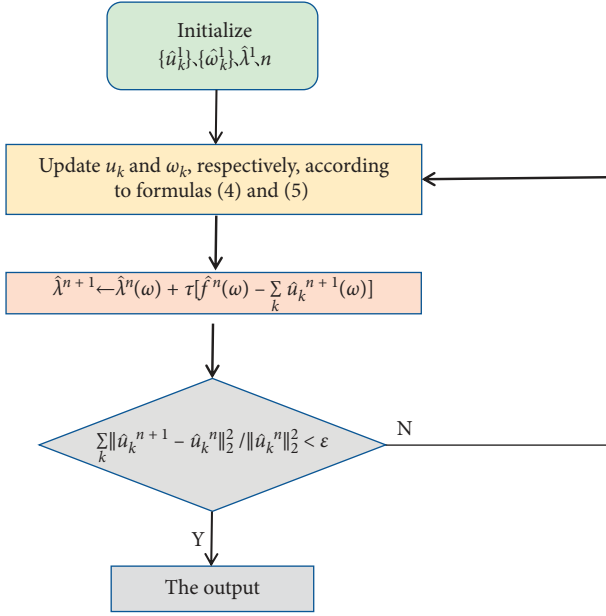 Initialize
{û_k^1}、{ω̂_k^1}、λ̂^1、n
Update u_k and ω_k, respectively, according
to formulas (4) and (5)
λ̂^{n + 1}←λ̂^n(ω) + τ[f̂^n(ω) – ∑_k û_k^{n+1}(ω)]
∑_k ‖û_k^{n+1} – û_k^n‖_2^2 /‖û_k^n‖_2^2 < ε
N
Y
The output